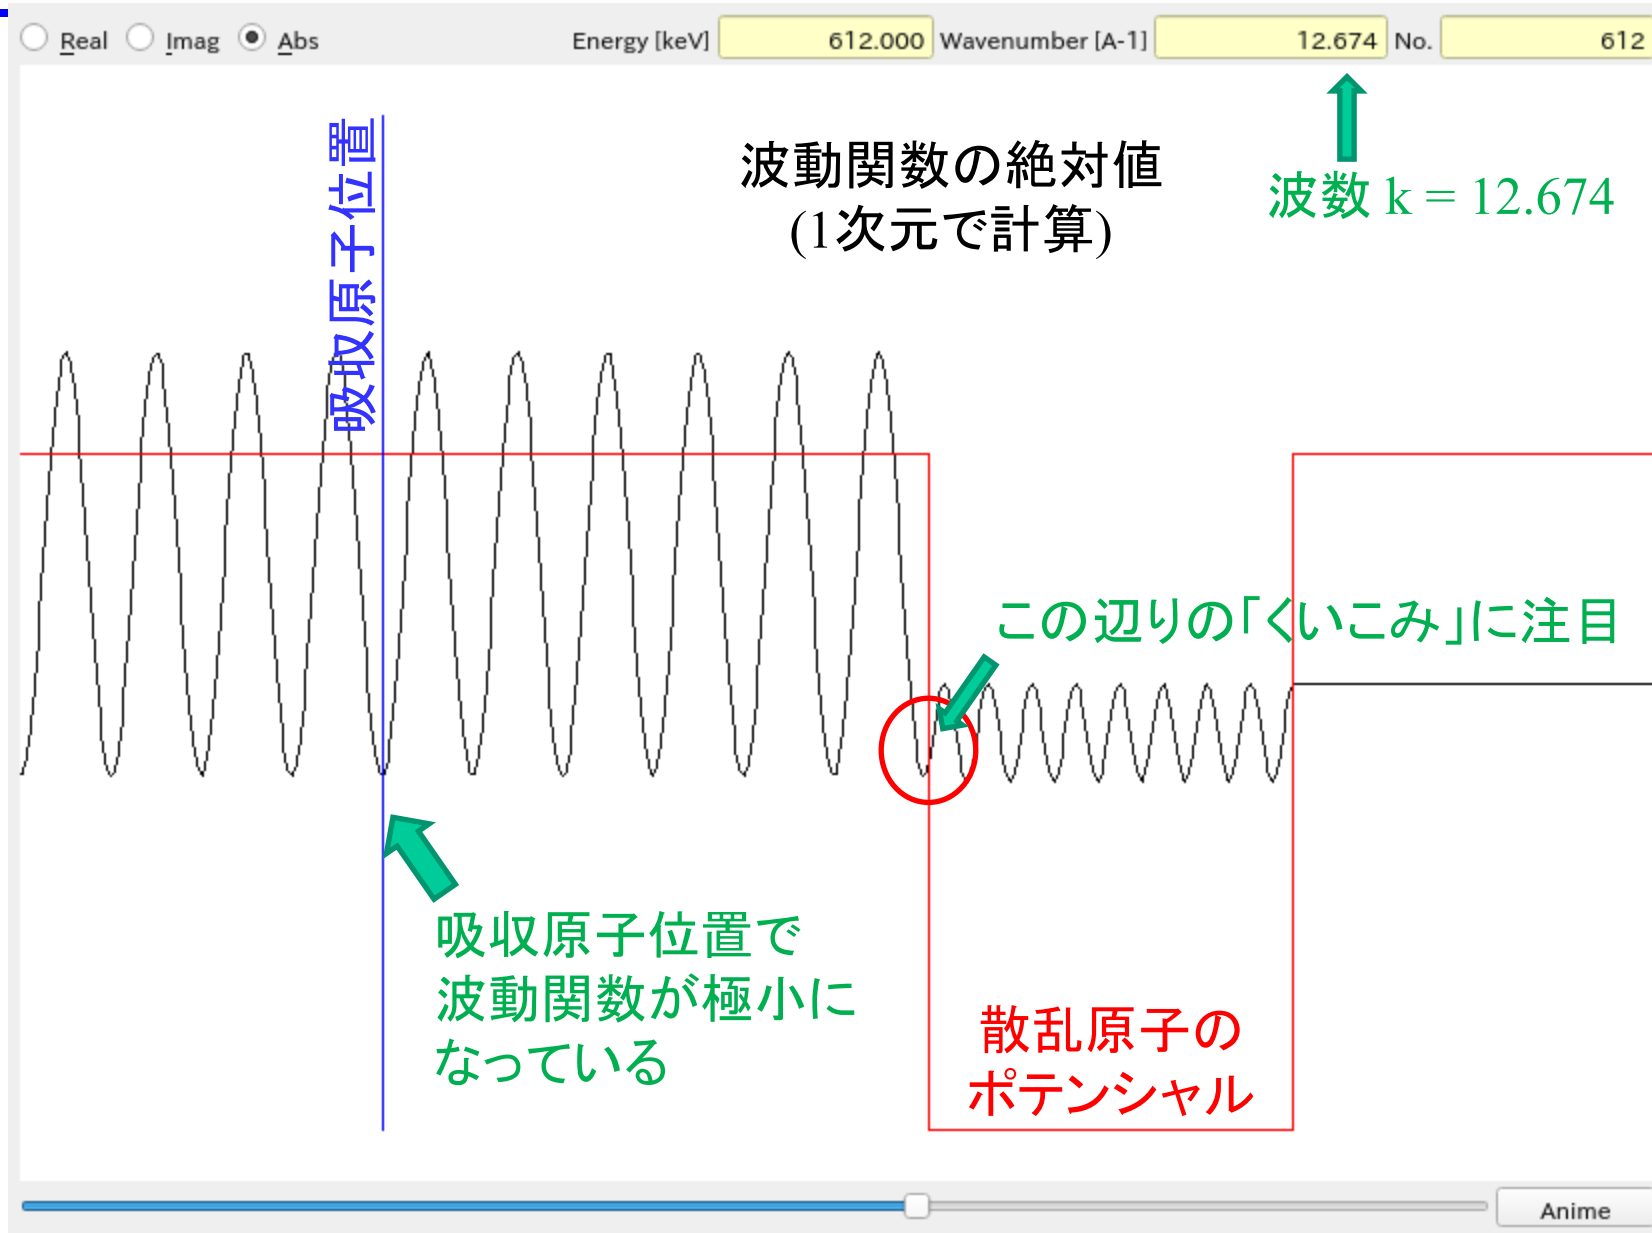 Real Imag Abs Energy [keV] 612.000 Wavenumber [A-1] 12.674 No. 612
吸収原子位置
波動関数の絶対値
(1次元で計算)
波数 k = 12.674
この辺りの「くいこみ」に注目
吸収原子位置で
波動関数が極小に
なっている
散乱原子の
ポテンシャル
Anime